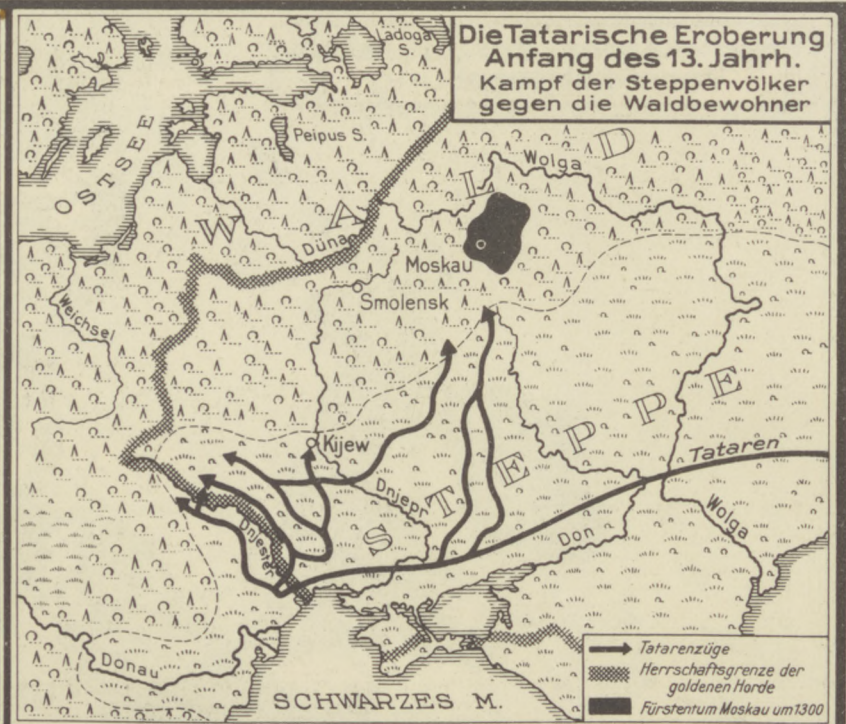 Die Tatarische Eroberung
Anfang des 13. Jahrh.
Kampf der Steppenvölker
gegen die Waldbewohner
Ladoga
S.
OSTSEE
Peipus S.
Wolga
WALD
Düna
Moskau
Smolensk
Weichsel
STEPPE
Kijew
Tataren
Dnjepr
Wolga
Don
Dnjester
Donau
SCHWARZES M.
Tatarenzüge
Herrschaftsgrenze der
goldenen Horde
Fürstentum Moskau um 1300